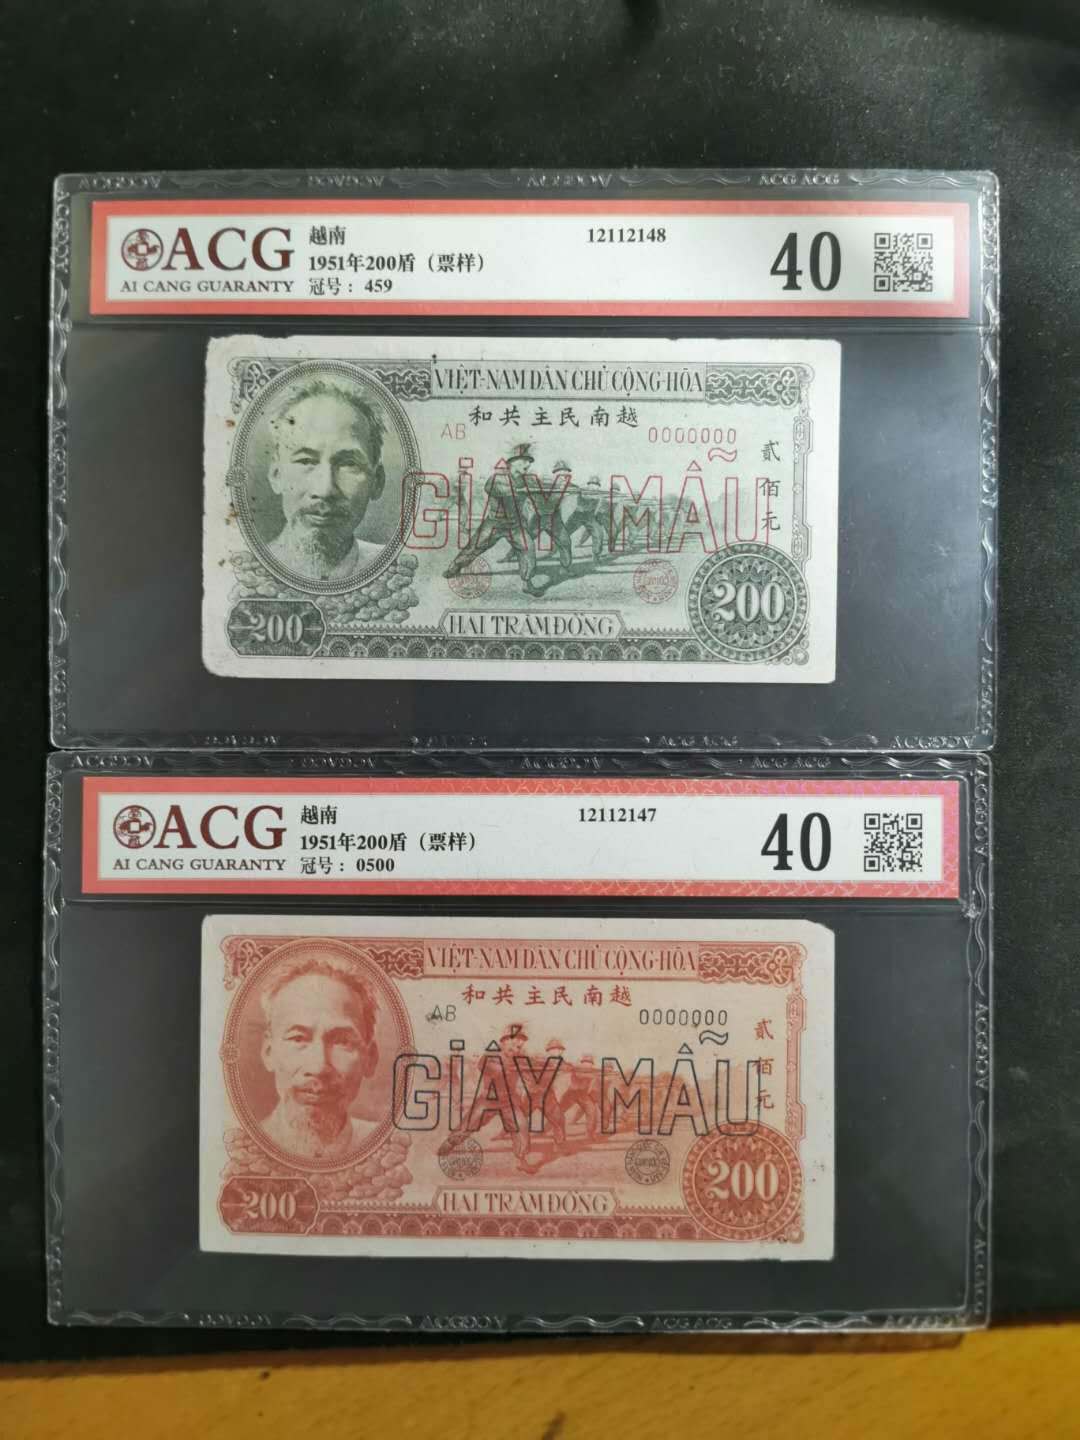 ACG
AI CANG GUARANTY
越南
1951年200盾（票样）
冠号：459
12112148
40
VIỆT-NAM DÂN CHỦ CỘNG-HÒA
和共主民南越
AB
0000000
GIẤY MẪU
贰佰元
200
HAI TRĂM ĐỒNG
200
ACG
AI CANG GUARANTY
越南
1951年200盾（票样）
冠号：0500
12112147
40
VIỆT-NAM DÂN CHỦ CỘNG-HÒA
和共主民南越
AB
0000000
GIẤY MẪU
贰佰元
200
HAI TRĂM ĐỒNG
200
ACG ACG